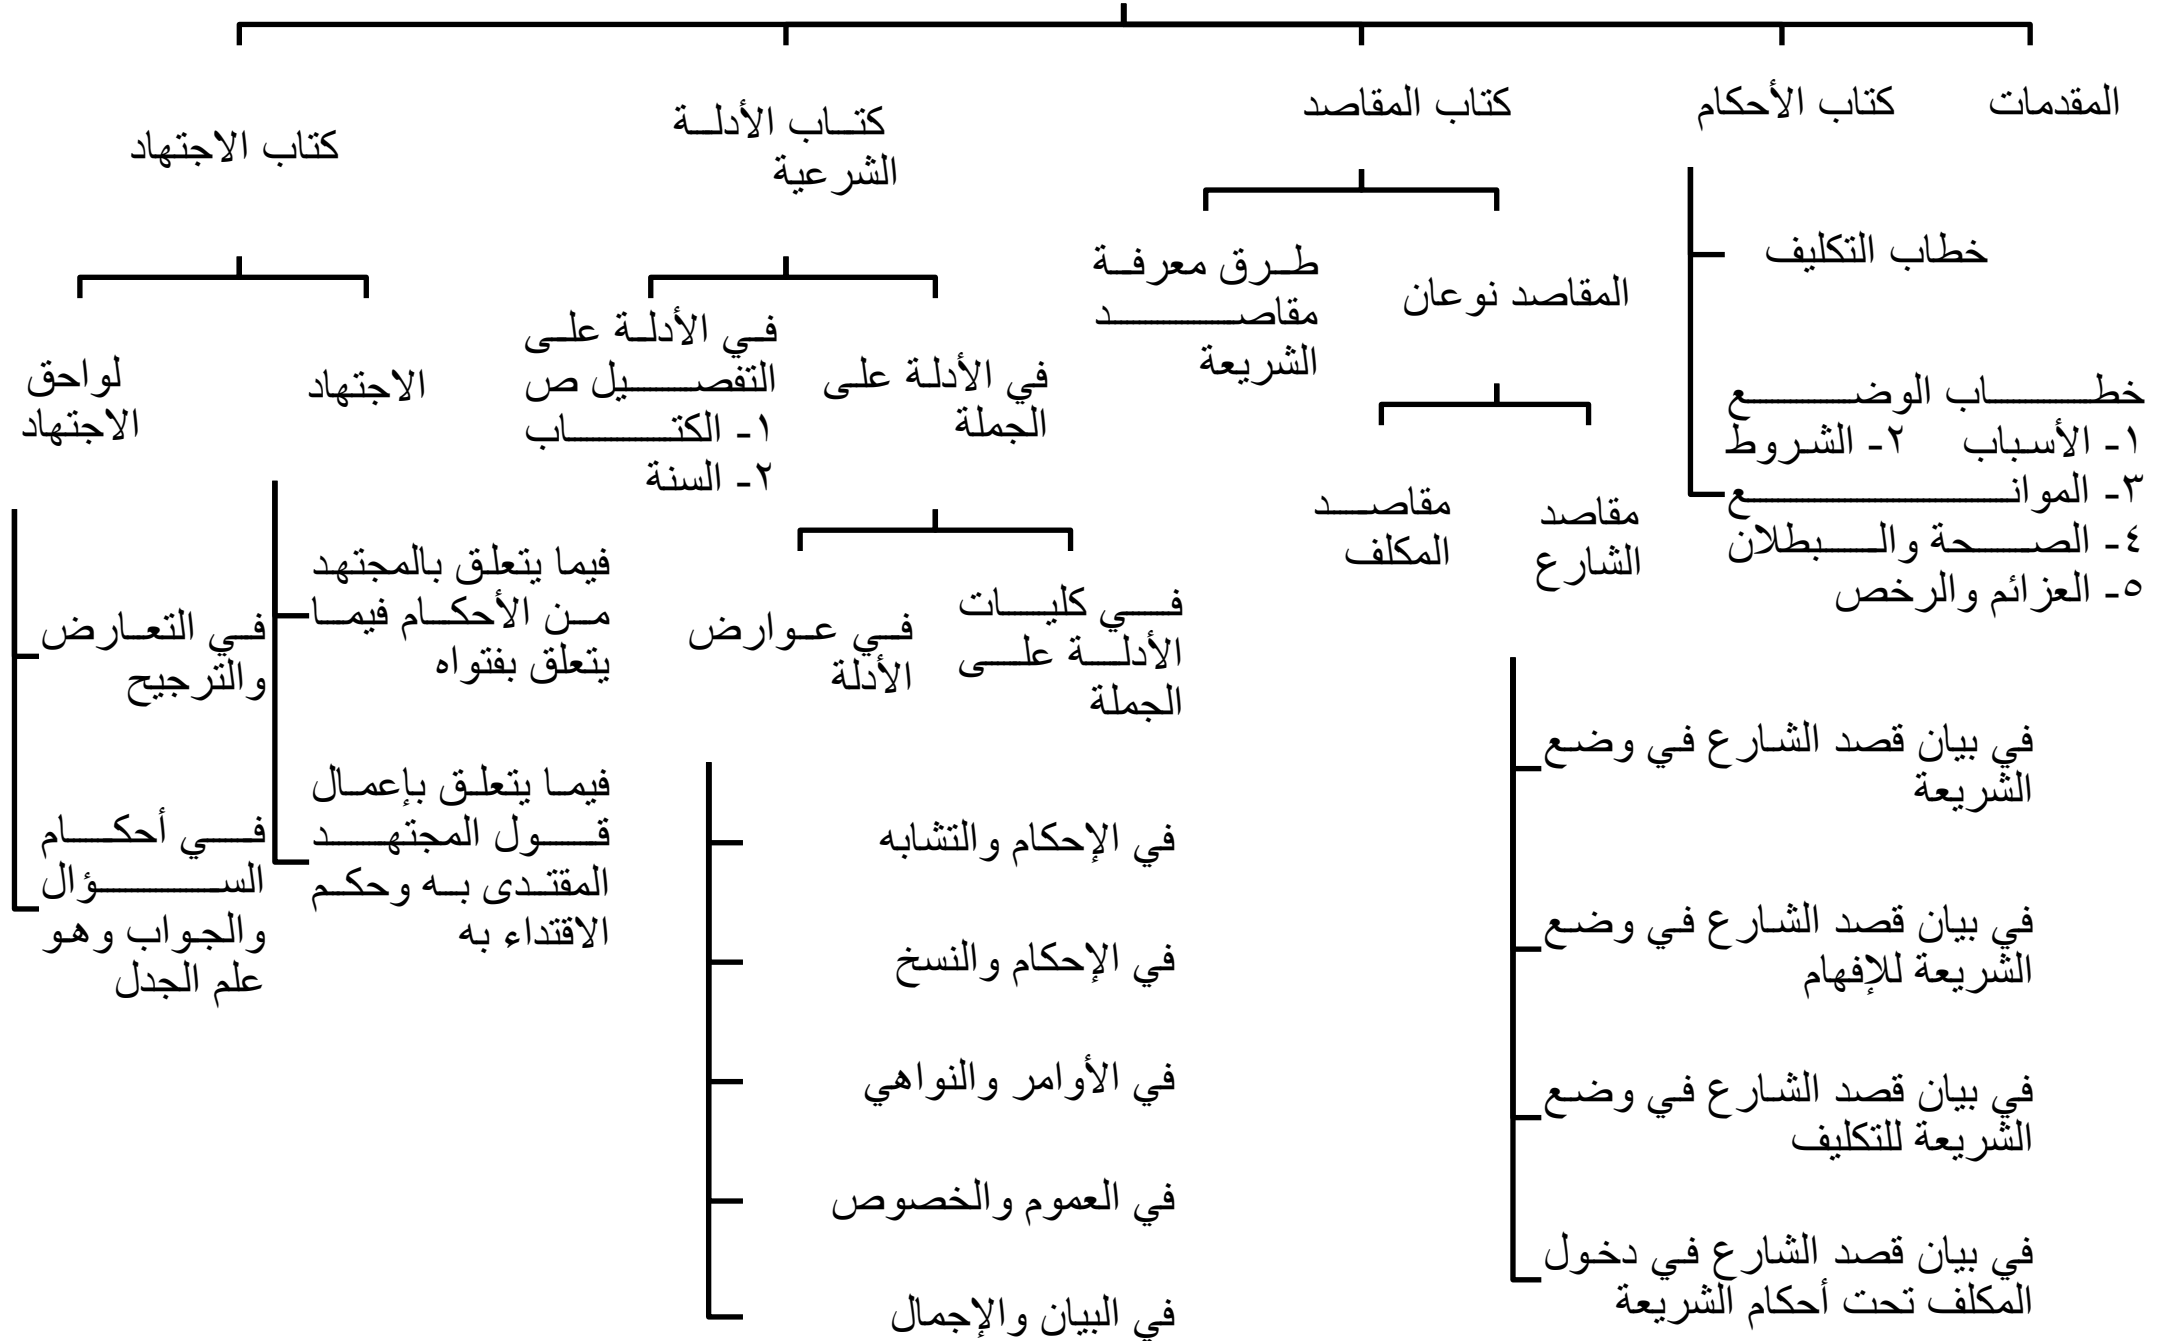 المقدمات
كتاب الأحكام
خطاب التكليف
خطاب الوضع
١- الأسباب ٢- الشروط
٣- الموانع
٤- الصحة والبطلان
٥- العزائم والرخص
كتاب المقاصد
المقاصد نوعان
مقاصد
الشارع
في بيان قصد الشارع في وضع
الشريعة
في بيان قصد الشارع في وضع
الشريعة للإفهام
في بيان قصد الشارع في وضع
الشريعة للتكليف
في بيان قصد الشارع في دخول
المكلف تحت أحكام الشريعة
مقاصد
المكلف
طرق معرفة
مقاصد
الشريعة
كتاب الأدلة
الشرعية
في الأدلة على
الجملة
في كليات
الأدلة على
الجملة
في عوارض
الأدلة
في الإحكام والتشابه
في الإحكام والنسخ
في الأوامر والنواهي
في العموم والخصوص
في البيان والإجمال
في الأدلة على
التفصيل ص
١- الكتاب
٢- السنة
كتاب الاجتهاد
الاجتهاد
فيما يتعلق بالمجتهد
من الأحكام فيما
يتعلق بفتواه
فيما يتعلق بإعمال
قول المجتهد
المقتدى به وحكم
الاقتداء به
لواحق
الاجتهاد
في التعارض
والترجيح
في أحكام
السؤال
والجواب وهو
علم الجدل